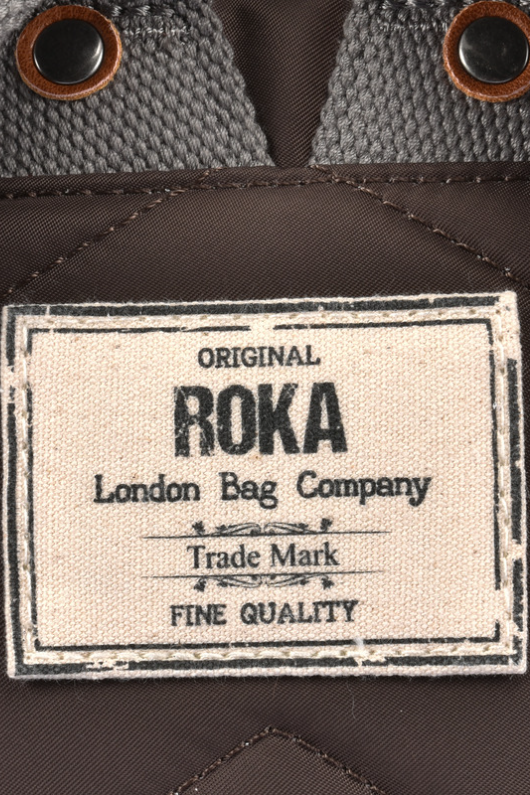 ORIGINAL
ROKA
London Bag Company
Trade Mark
FINE QUALITY